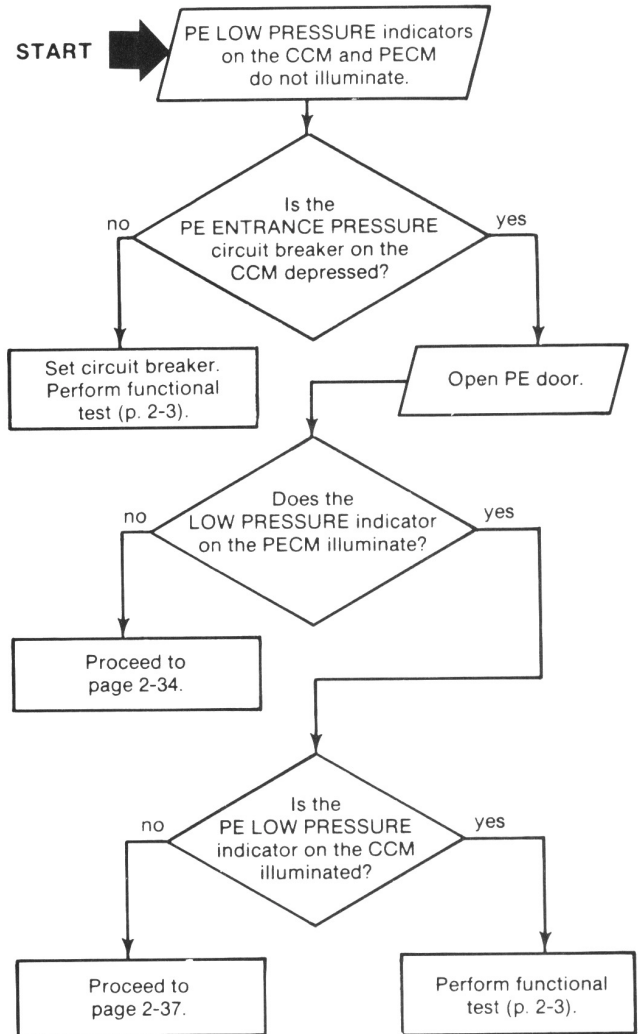 START
PE LOW PRESSURE indicators
on the CCM and PECM
do not illuminate.
Is the
PE ENTRANCE PRESSURE
circuit breaker on the
CCM depressed?
no
yes
Set circuit breaker.
Perform functional
test (p. 2-3).
Open PE door.
Does the
LOW PRESSURE indicator
on the PECM illuminate?
no
yes
Proceed to
page 2-34.
Is the
PE LOW PRESSURE
indicator on the CCM
illuminated?
no
yes
Proceed to
page 2-37.
Perform functional
test (p. 2-3).